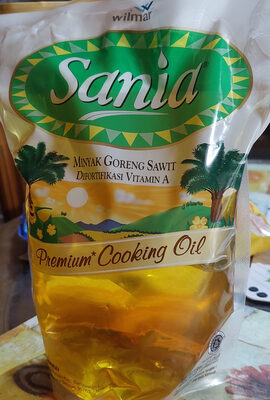 wilmar
Sania
MINYAK GORENG SAWIT
DIFORTIFIKASI VITAMIN A
Premium* Cooking Oil